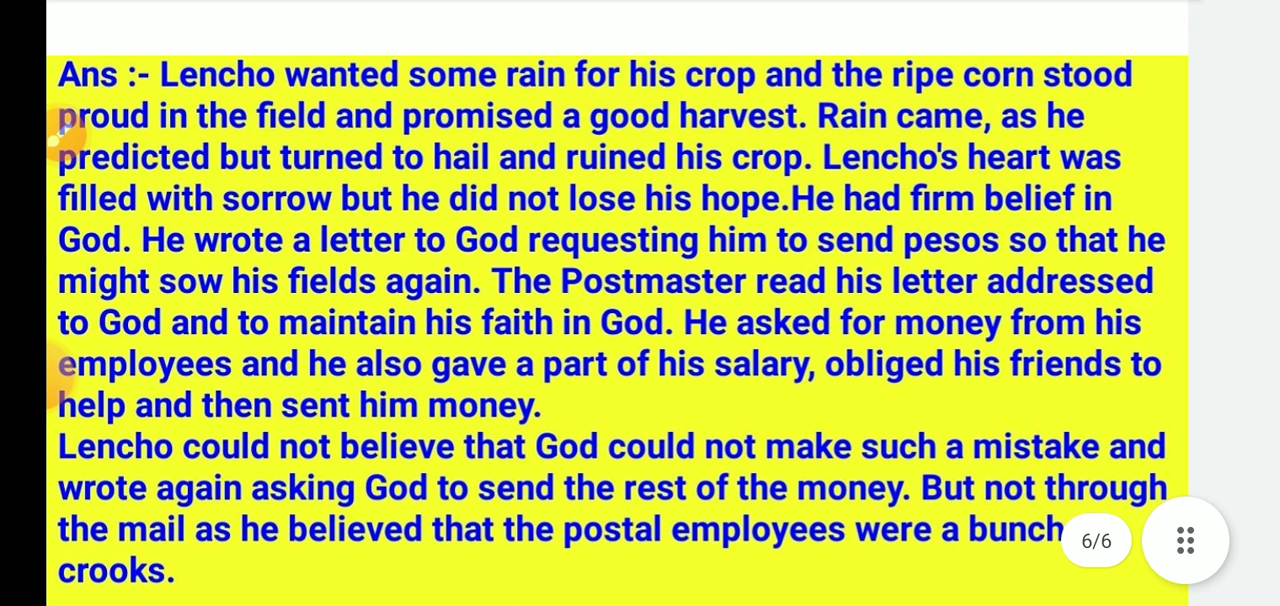 Ans :- Lencho wanted some rain for his crop and the ripe corn stood
proud in the field and promised a good harvest. Rain came, as he
predicted but turned to hail and ruined his crop. Lencho's heart was
filled with sorrow but he did not lose his hope.He had firm belief in
God. He wrote a letter to God requesting him to send pesos so that he
might sow his fields again. The Postmaster read his letter addressed
to God and to maintain his faith in God. He asked for money from his
employees and he also gave a part of his salary, obliged his friends to
help and then sent him money.
Lencho could not believe that God could not make such a mistake and
wrote again asking God to send the rest of the money. But not through
the mail as he believed that the postal employees were a bunch
crooks.
6/6